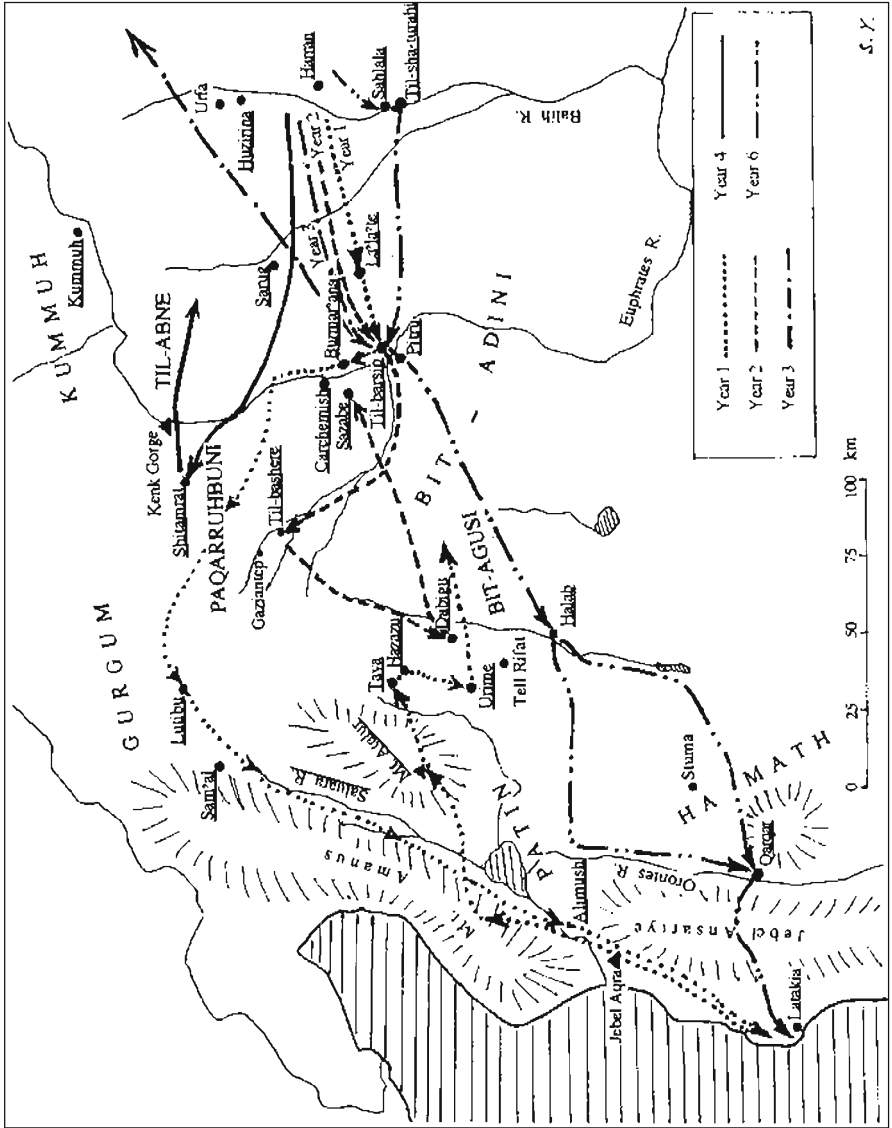 KUMMUH
Kummuh
GURGUM
TIL-ABNE
Urfa
Huzirina
Harran
Sahlala
Til-sha-turahi
Balih R.
Kenk Gorge
Shitamrat
PAQARRUHBUNI
Sarug
Year 3
Year 2
Year 1
La'la'te
Lutibu
Sam'al
Gaziantep
Til-bashere
Burmar'ana
Carchemish
Sazabe
Til-barsip
Pitru
BIT-ADINI
Euphrates R.
Saluara R.
Mt. Atalur
Taya
Hazazu
Dabigu
Urime
Tell Rifat
BIT-AGUSI
Halab
Mt. Amanus
PATIN
Alimush
Orontes R.
Stuma
HAMATH
Qarqar
Jebel Ansariye
Jebel Aqra
Latakia
0 25 50 75 100 km
Year 1
Year 2
Year 3
Year 4
Year 6
S. Y.